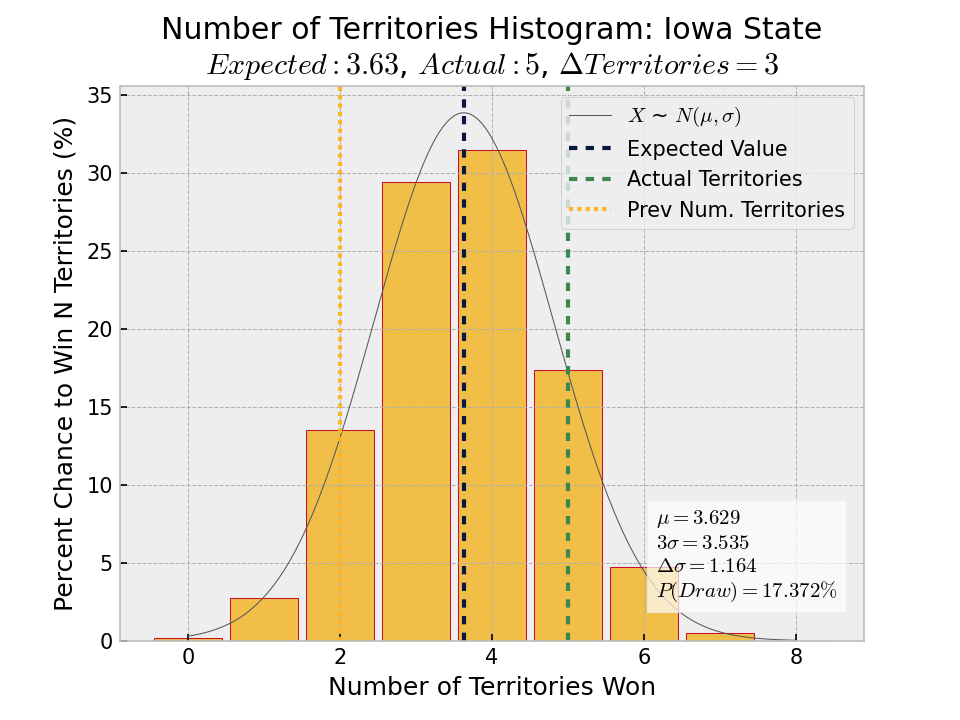 Number of Territories Histogram: Iowa State
Expected : 3.63, Actual : 5, ΔTerritories = 3
Percent Chance to Win N Territories (%)
35
30
25
20
15
10
5
0
X ∼ N(μ, σ)
Expected Value
Actual Territories
Prev Num. Territories
μ = 3.629
3σ = 3.535
Δσ = 1.164
P(Draw) = 17.372%
0 2 4 6 8
Number of Territories Won